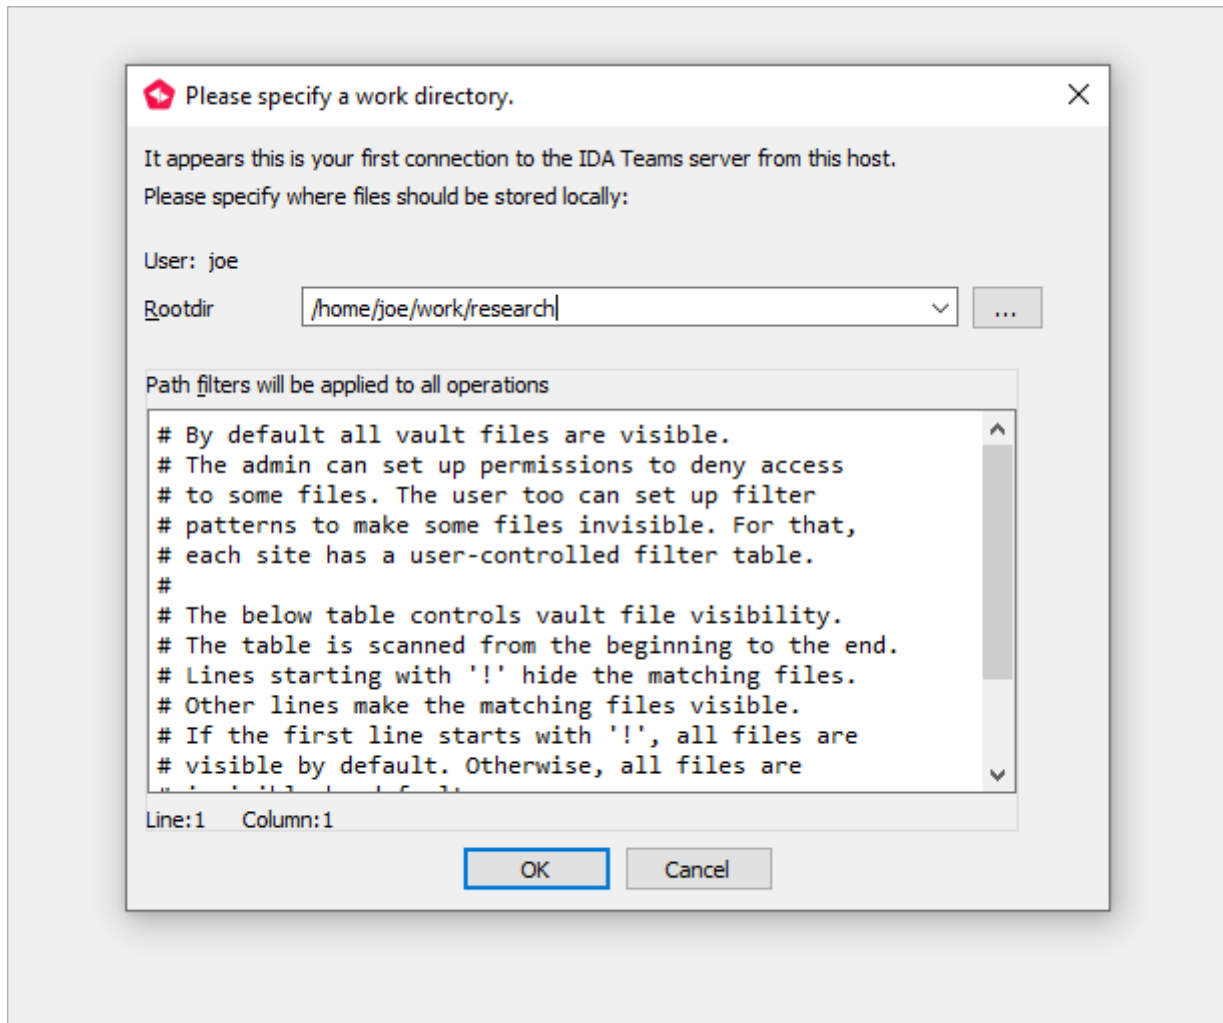 Please specify a work directory.
It appears this is your first connection to the IDA Teams server from this host.
Please specify where files should be stored locally:
User: joe
Rootdir /home/joe/work/research ...
Path filters will be applied to all operations
# By default all vault files are visible.
# The admin can set up permissions to deny access
# to some files. The user too can set up filter
# patterns to make some files invisible. For that,
# each site has a user-controlled filter table.
#
# The below table controls vault file visibility.
# The table is scanned from the beginning to the end.
# Lines starting with '!' hide the matching files.
# Other lines make the matching files visible.
# If the first line starts with '!', all files are
# visible by default. Otherwise, all files are
Line:1 Column:1
OK Cancel